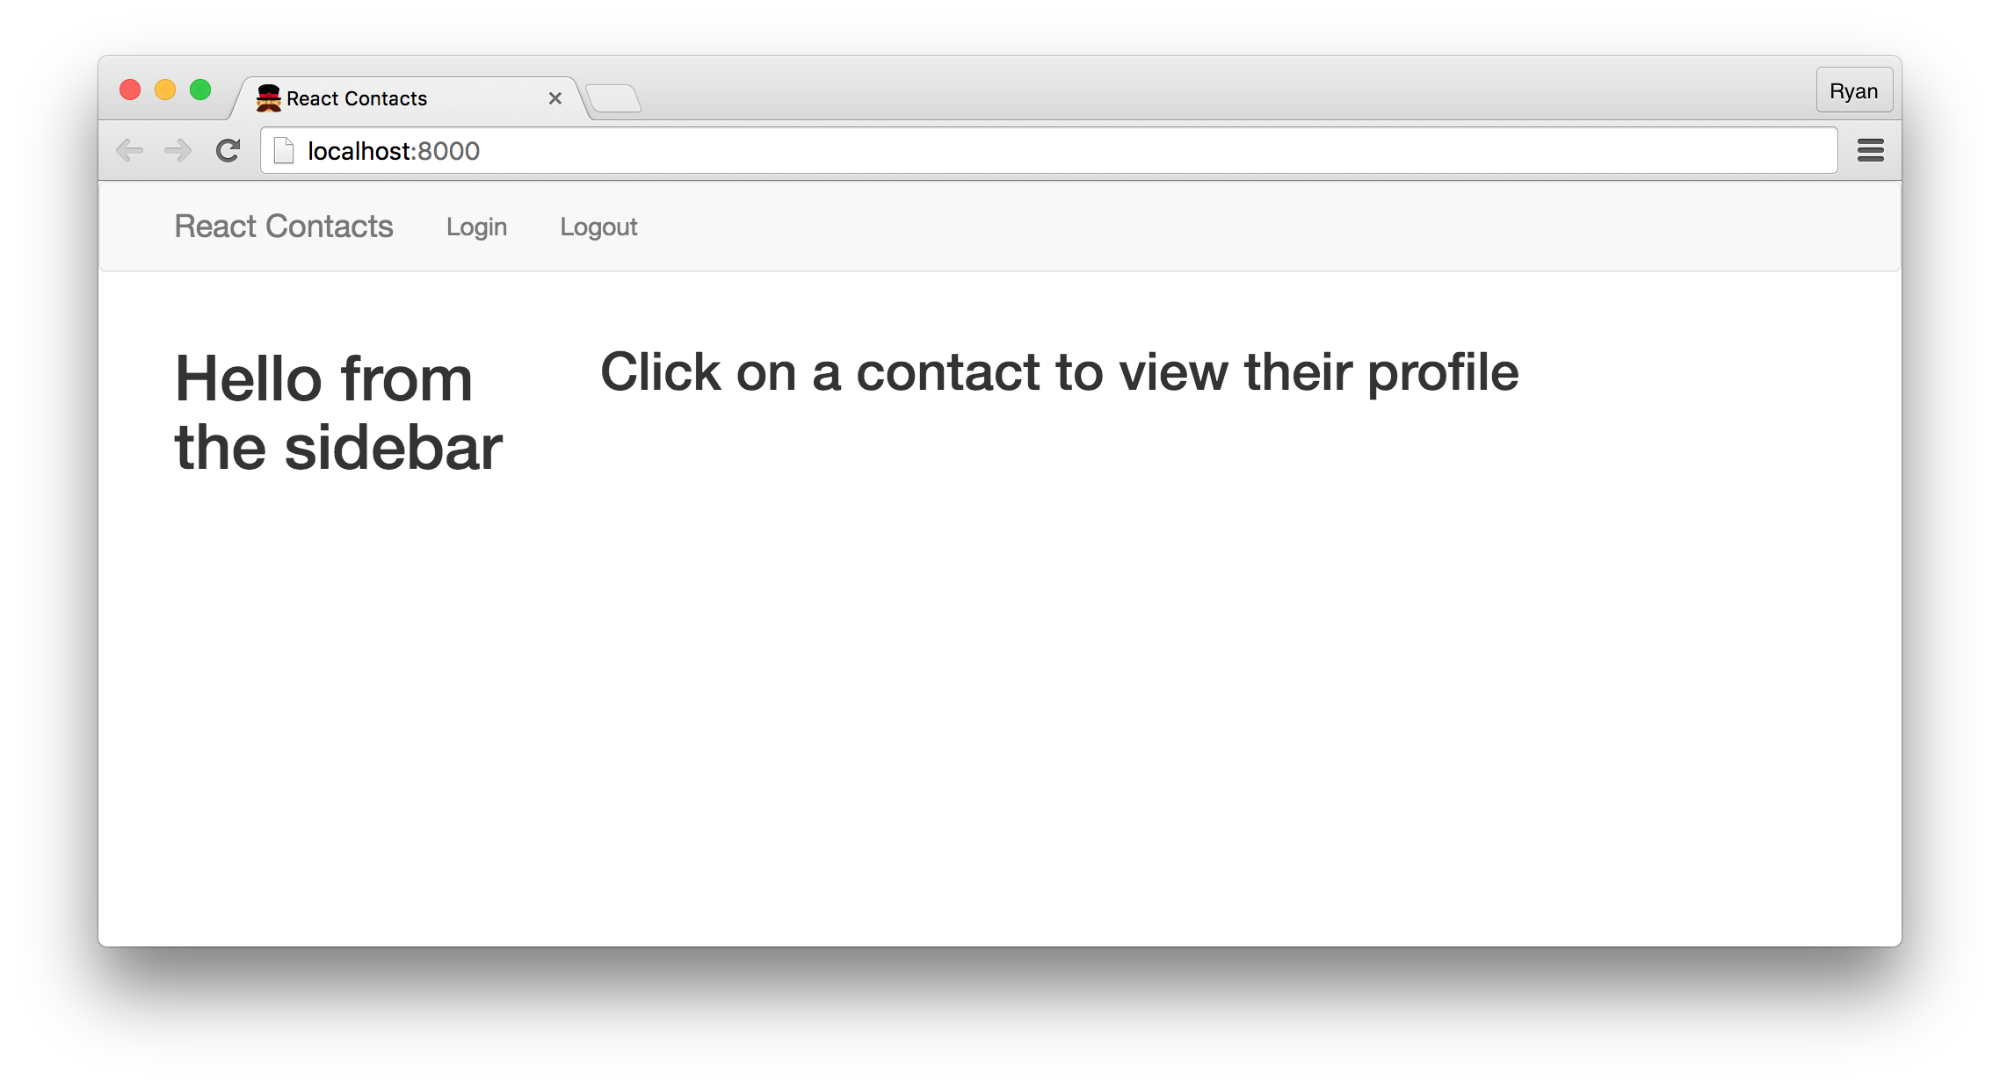 React Contacts
Ryan
localhost:8000
React Contacts Login Logout
Hello from
the sidebar
Click on a contact to view their profile